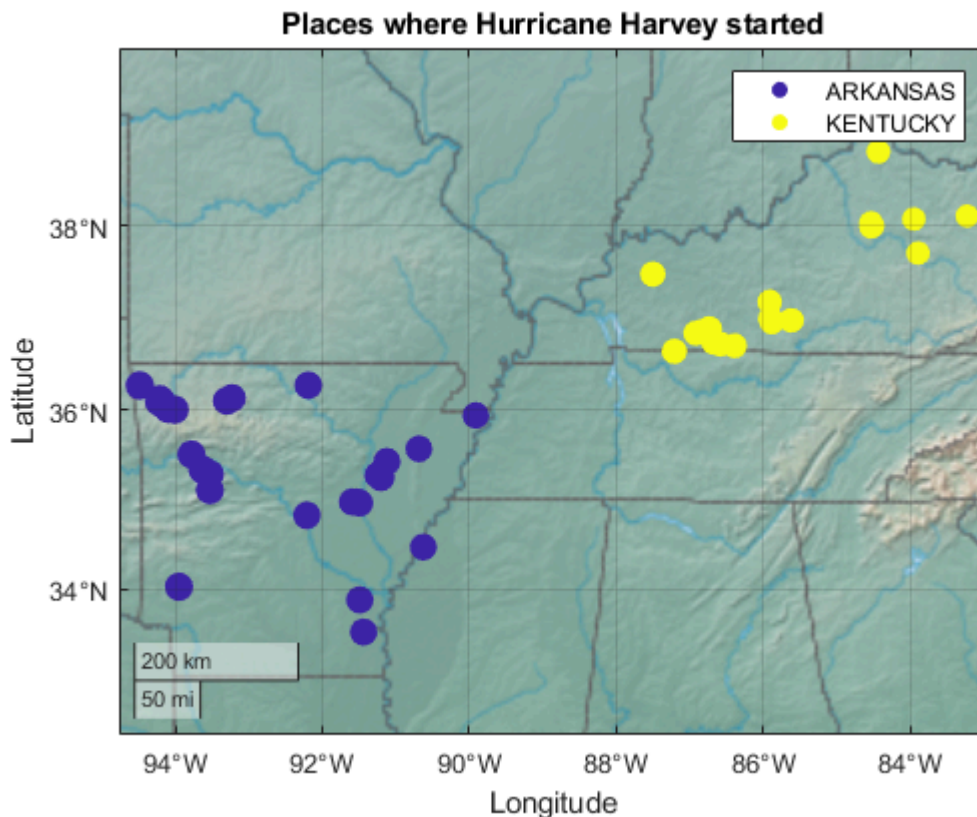 Places where Hurricane Harvey started
ARKANSAS
KENTUCKY
Latitude
38°N
36°N
34°N
200 km
50 mi
94°W 92°W 90°W 88°W 86°W 84°W
Longitude